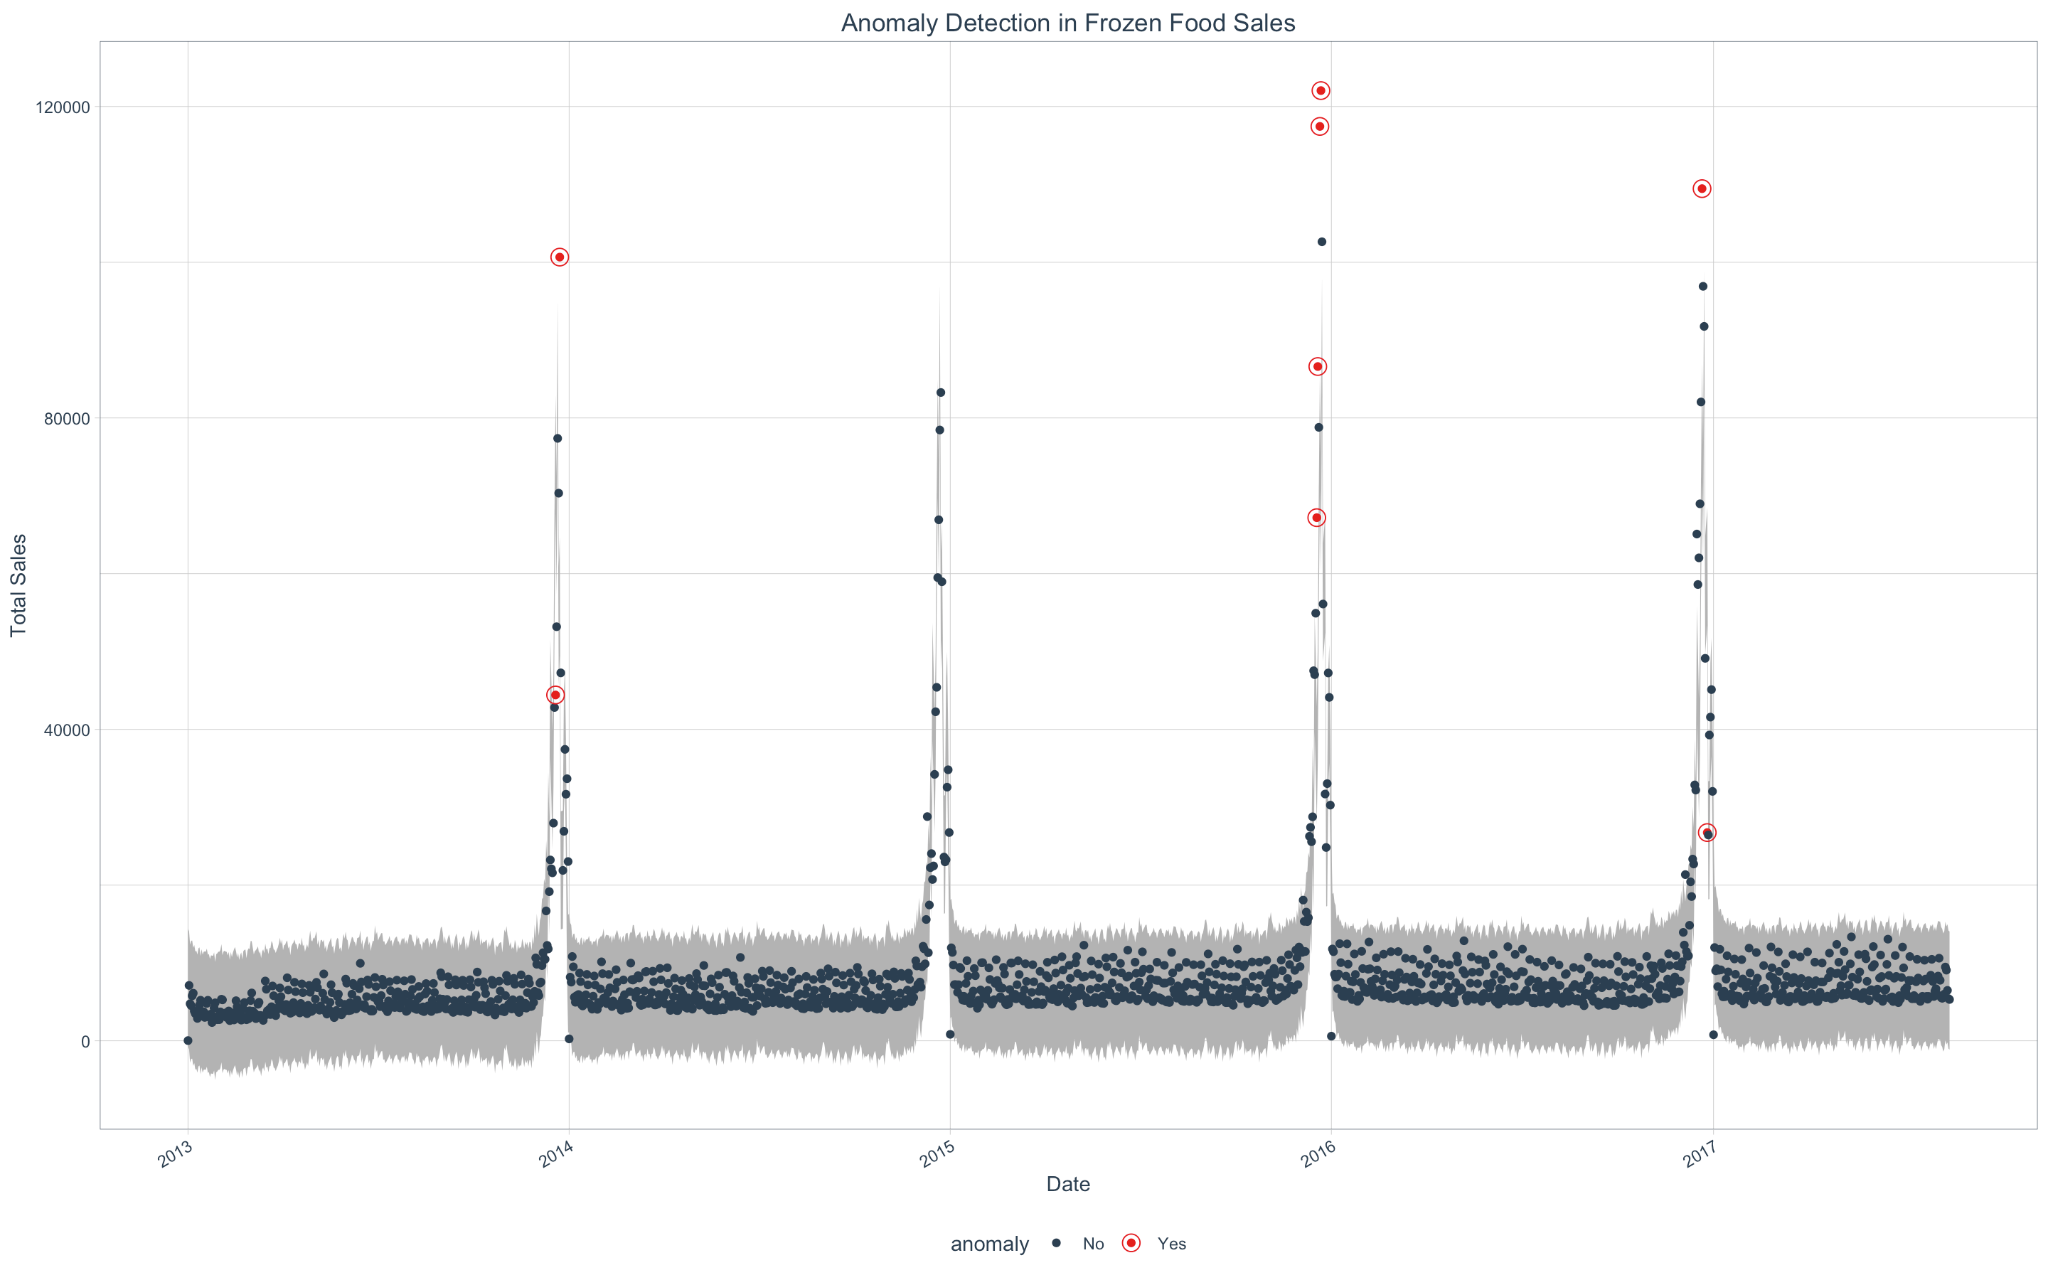 Anomaly Detection in Frozen Food Sales
120000
80000
40000
0
Total Sales
2013
2014
2015
2016
2017
Date
anomaly No Yes